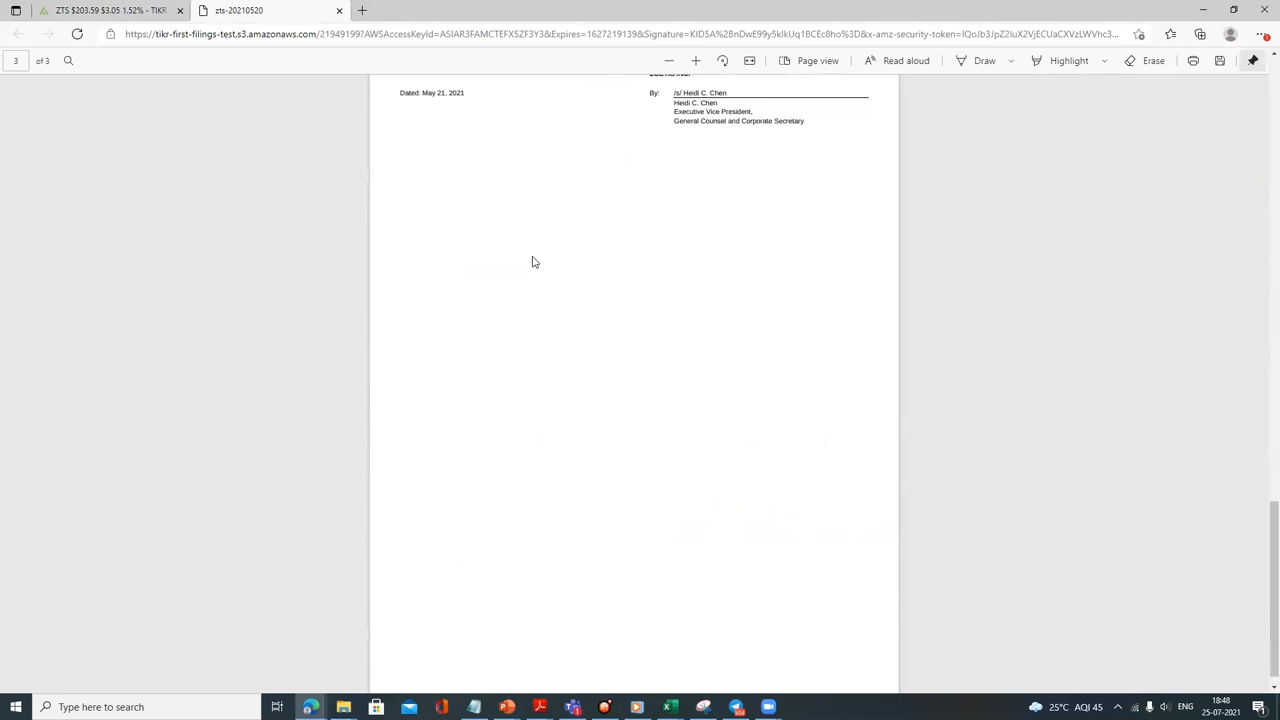 ZTS $203.59 $3.05 1.52% - TIKR
zts-20210520
https://tikr-first-filings-test.s3.amazonaws.com/21949199?AWSAccessKeyId=ASIAR3FAMCTEFX5ZF3Y3&Expires=1627219139&Signature=KID5A%2BnDwE99y5kIkUq1BCEc8ho%3D&x-amz-security-token=IQoJb3JpZ2luX2VjECUaCXVzLWVhc3...
3 of 3
Page view
Read aloud
Draw
Highlight
Erase
Dated: May 21, 2021
By: /s/ Heidi C. Chen
Heidi C. Chen
Executive Vice President,
General Counsel and Corporate Secretary
Type here to search
25°C AQI 2
ENG
18:48
25-07-2021